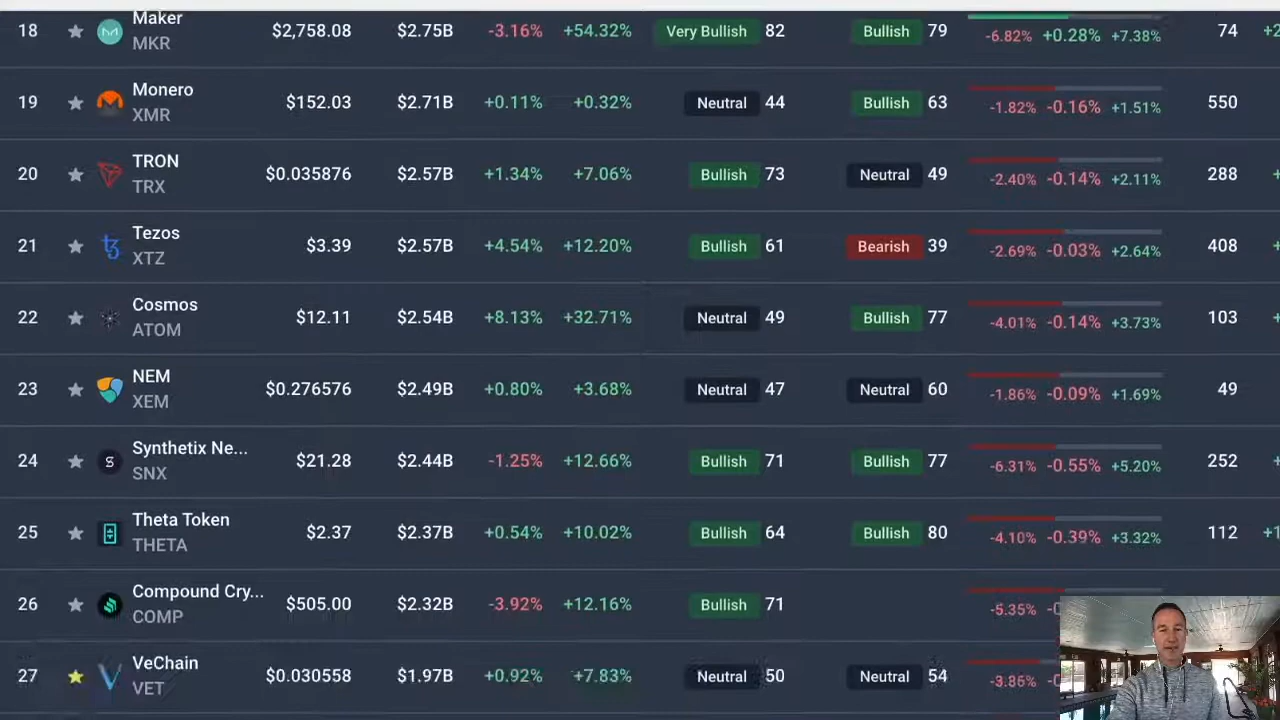 18 Maker MKR $2,758.08 $2.75B -3.16% +54.32% Very Bullish 82 Bullish 79 -6.82% +0.28% +7.38% 74
19 Monero XMR $152.03 $2.71B +0.11% +0.32% Neutral 44 Bullish 63 -1.82% -0.16% +1.51% 550
20 TRON TRX $0.035876 $2.57B +1.34% +7.06% Bullish 73 Neutral 49 -2.40% -0.14% +2.11% 288
21 Tezos XTZ $3.39 $2.57B +4.54% +12.20% Bullish 61 Bearish 39 -2.69% -0.03% +2.64% 408
22 Cosmos ATOM $12.11 $2.54B +8.13% +32.71% Neutral 49 Bullish 77 -4.01% -0.14% +3.73% 103
23 NEM XEM $0.276576 $2.49B +0.80% +3.68% Neutral 47 Neutral 60 -1.86% -0.09% +1.69% 49
24 Synthetix Ne... SNX $21.28 $2.44B -1.25% +12.66% Bullish 71 Bullish 77 -6.31% -0.55% +5.20% 252
25 Theta Token THETA $2.37 $2.37B +0.54% +10.02% Bullish 64 Bullish 80 -4.10% -0.39% +3.32% 112
26 Compound Cry... COMP $505.00 $2.32B -3.92% +12.16% Bullish 71 -5.35%
27 VeChain VET $0.030558 $1.97B +0.92% +7.83% Neutral 50 Neutral 54 -3.86%